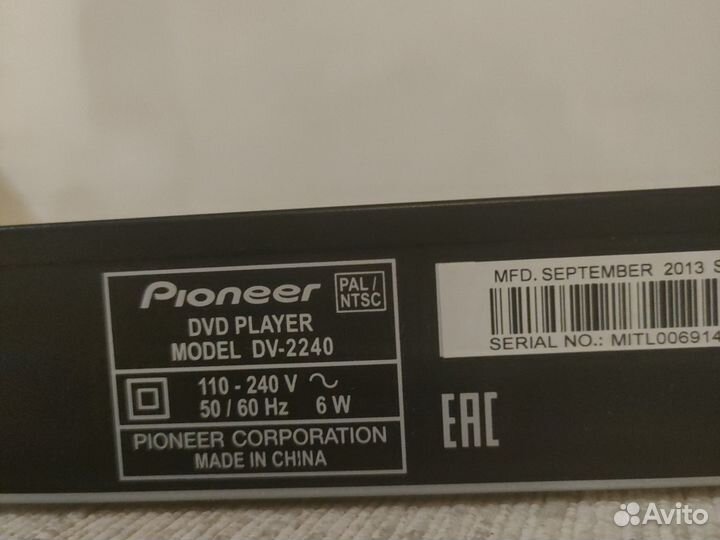 Pioneer
PAL /
NTSC
DVD PLAYER
MODEL DV-2240
110 - 240 V ~
50 / 60 Hz 6 W
PIONEER CORPORATION
MADE IN CHINA
MFD. SEPTEMBER 2013 S
SERIAL NO.: MITL006914
EAC
Avito